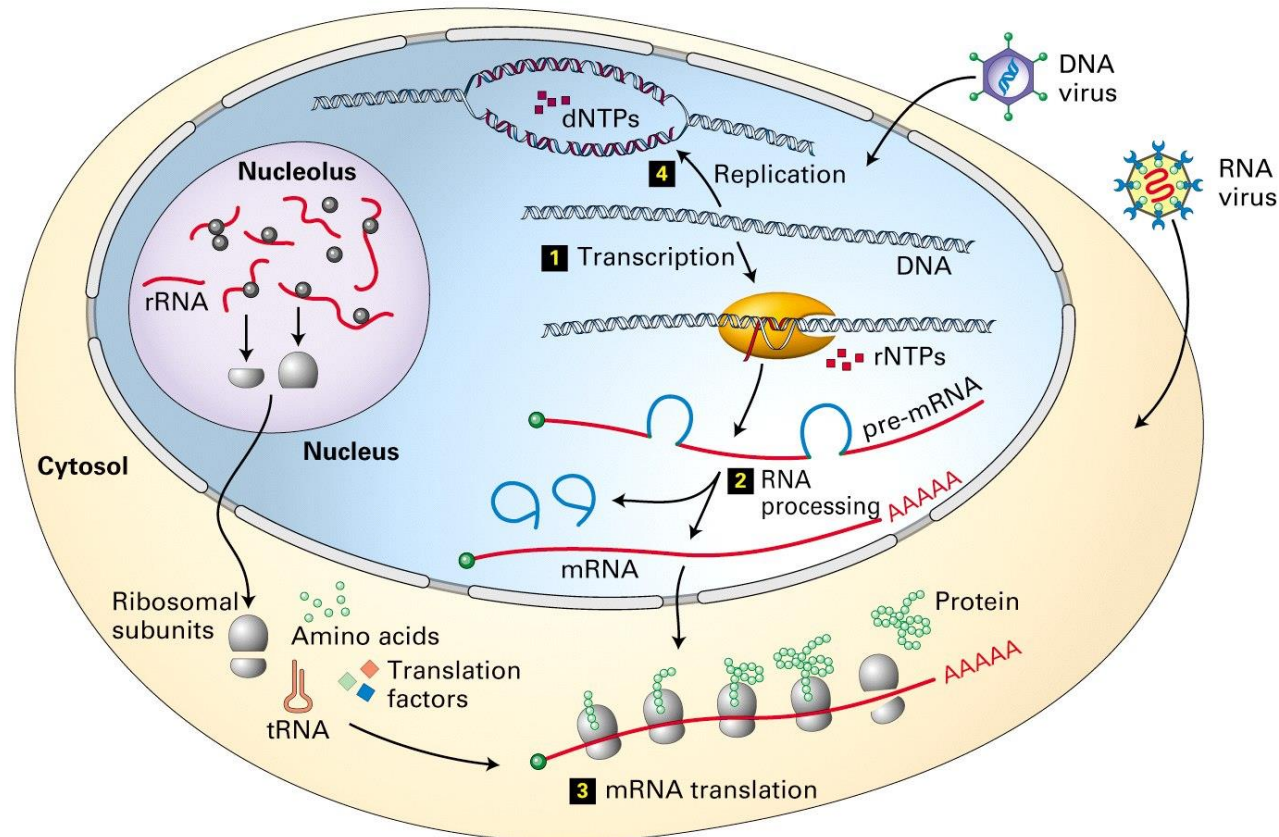 DNA
virus
dNTPs
RNA
virus
4 Replication
Nucleolus
1 Transcription
DNA
rRNA
rNTPs
pre-mRNA
Nucleus
Cytosol
2 RNA
processing
AAAAA
mRNA
Ribosomal
subunits
Amino acids
Protein
Translation
factors
AAAAA
tRNA
3 mRNA translation